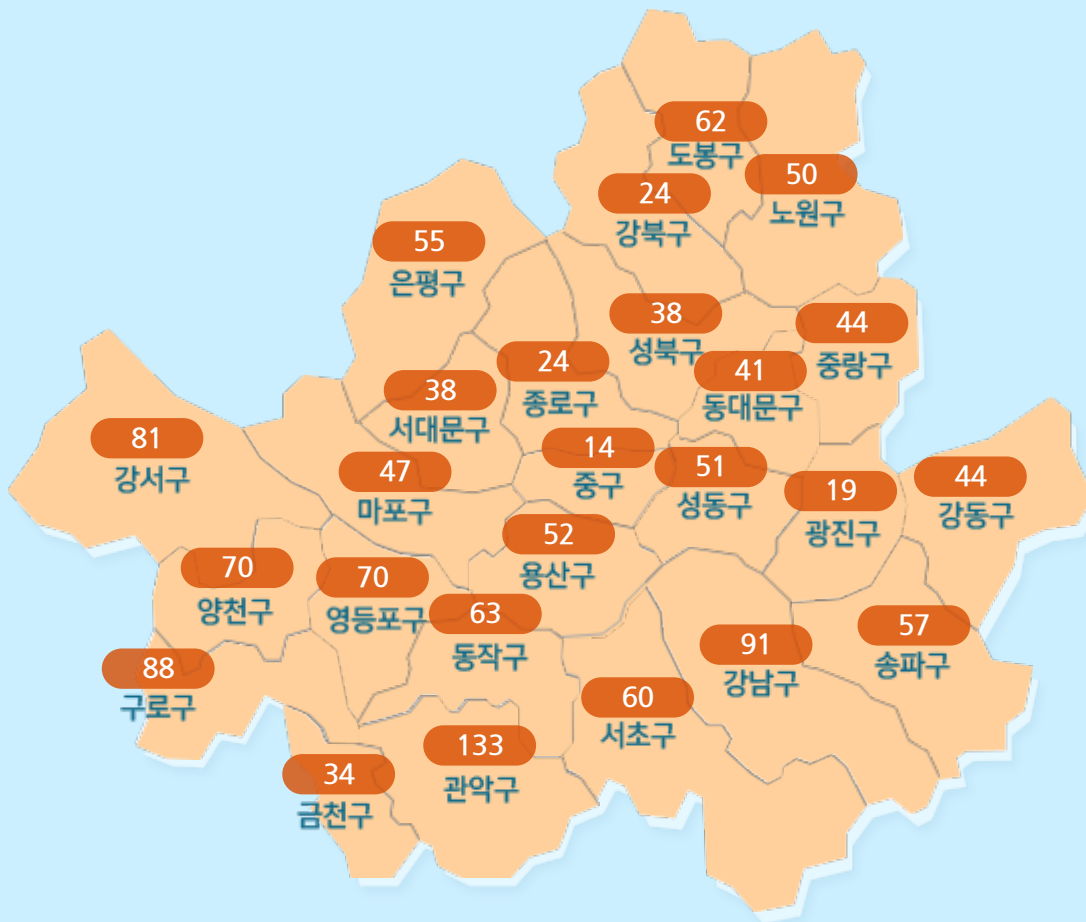 62
도봉구
50
노원구
24
강북구
55
은평구
38
성북구
44
중랑구
24
종로구
41
동대문구
38
서대문구
81
강서구
14
중구
47
마포구
51
성동구
19
광진구
44
강동구
52
용산구
70
양천구
70
영등포구
63
동작구
57
송파구
91
강남구
88
구로구
60
서초구
133
관악구
34
금천구